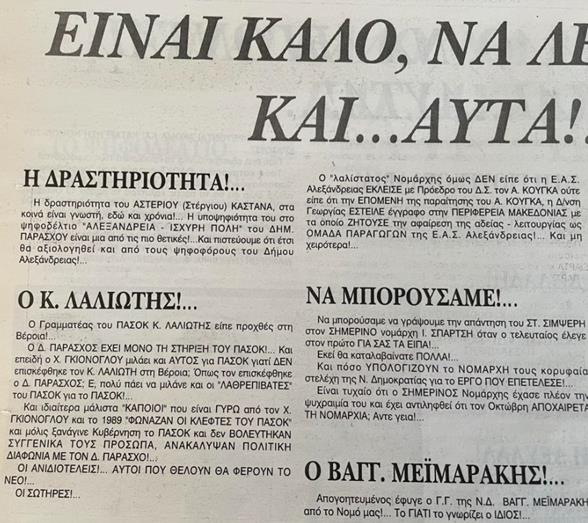 ΕΙΝΑΙ ΚΑΛΟ, ΝΑ ΛΕ
ΚΑΙ...ΑΥΤΑ!.
Η ΔΡΑΣΤΗΡΙΟΤΗΤΑ!...
Η δραστηριότητα του ΑΣΤΕΡΙΟΥ (Στέργιου) ΚΑΣΤΑΝΑ, στα
κοινά είναι γνωστή, εδώ και χρόνια!... Η υποψηφιότητα του στο
ψηφοδέλτιο "ΑΛΕΞΑΝΔΡΕΙΑ - ΙΣΧΥΡΗ ΠΟΛΗ" του ΔΗΜ.
ΠΑΡΑΣΧΟΥ είναι μια από τις πιο θετικές!...Και πιστεύουμε ότι έτσι
θα αξιολογηθεί και από τους ψηφοφόρους του Δήμου
Αλεξάνδρειας!...
Ο Κ. ΛΑΛΙΩΤΗΣ!...
Ο Γραμματέας του ΠΑΣΟΚ Κ. ΛΑΛΙΩΤΗΣ είπε προχθές στη
Βέροια!...
Ο Δ. ΠΑΡΑΣΧΟΣ ΕΧΕΙ ΜΟΝΟ ΤΗ ΣΤΗΡΙΞΗ ΤΟΥ ΠΑΣΟΚ!... Και
επειδή ο Χ. ΓΚΙΟΝΟΓΛΟΥ μιλάει και ΑΥΤΟΣ για ΠΑΣΟΚ γιατί ΔΕΝ
επισκέφθηκε τον Κ. ΛΑΛΙΩΤΗ στη Βέροια; Όπως τον επισκέφθηκε
ο Δ. ΠΑΡΑΣΧΟΣ; Ε, πολύ πάει να μιλάνε και οι "ΛΑΘΡΕΠΙΒΑΤΕΣ"
του ΠΑΣΟΚ για το ΠΑΣΟΚ!...
Και ιδιαίτερα μάλιστα "ΚΑΠΟΙΟΙ" που είναι ΓΥΡΩ από τον Χ.
ΓΚΙΟΝΟΓΛΟΥ και το 1989 "ΦΩΝΑΖΑΝ ΟΙ ΚΛΕΦΤΕΣ ΤΟΥ ΠΑΣΟΚ"
και μόλις ξανάγινε Κυβέρνηση το ΠΑΣΟΚ και δεν ΒΟΛΕΥΤΗΚΑΝ
ΣΥΓΓΕΝΙΚΑ ΤΟΥΣ ΠΡΟΣΩΠΑ, ΑΝΑΚΑΛΥΨΑΝ ΠΟΛΙΤΙΚΗ
ΔΙΑΦΩΝΙΑ ΜΕ ΤΟΝ Δ. ΠΑΡΑΣΧΟ!..
ΟΙ ΑΝΙΔΙΟΤΕΛΕΙΣ!... ΑΥΤΟΙ ΠΟΥ ΘΕΛΟΥΝ ΘΑ ΦΕΡΟΥΝ ΤΟ
ΝΕΟ!...
ΟΙ ΣΩΤΗΡΕΣ!...
Ο "λαλίστατος" Νομάρχης όμως ΔΕΝ είπε ότι η Ε.Α.Σ.
Αλεξάνδρειας ΕΚΛΕΙΣΕ με Πρόεδρο του Δ.Σ. τον Α. ΚΟΥΓΚΑ ούτε
είπε ότι την ΕΠΟΜΕΝΗ της παραίτησης του Α. ΚΟΥΓΚΑ, η Δ/νση
Γεωργίας ΕΣΤΕΙΛΕ έγγραφο στην ΠΕΡΙΦΕΡΕΙΑ ΜΑΚΕΔΟΝΙΑΣ με
το οποίο ΖΗΤΟΥΣΕ την αφαίρεση της αδείας - λειτουργίας ως
ΟΜΑΔΑ ΠΑΡΑΓΩΓΩΝ της Ε.Α.Σ. Αλεξάνδρειας!... Και μη
χειρότερα!...
ΝΑ ΜΠΟΡΟΥΣΑΜΕ!...
Να μπορούσαμε να γράψουμε την απάντηση του ΣΤ. ΣΙΜΨΕΡΗ
στον ΣΗΜΕΡΙΝΟ νομάρχη Ι. ΣΠΑΡΤΣΗ όταν ο τελευταίος έλεγε
στον πρώτο ΓΙΑ ΣΑΣ ΤΑ ΕΙΠΑ!...
Εκεί θα καταλαβαίνατε ΠΟΛΛΑ!...
Και πόσο ΥΠΟΛΟΓΙΖΟΥΝ το ΝΟΜΑΡΧΗ τους κορυφαία
στελέχη της Ν. Δημοκρατίας για το ΕΡΓΟ ΠΟΥ ΕΠΕΤΕΛΕΣΕ!...
Είναι τυχαίο ότι ο ΣΗΜΕΡΙΝΟΣ Νομάρχης έχασε πλέον την
ψυχραιμία του και έχει αντιληφθεί ότι τον Οκτώβρη ΑΠΟΧΑΙΡΕΤΑ
ΤΗ ΝΟΜΑΡΧΙΑ; Αντε γεια!...
Ο ΒΑΓΓ. ΜΕΪΜΑΡΑΚΗΣ!...
Απογοητευμένος έφυγε ο Γ.Γ. της Ν.Δ. ΒΑΓΓ. ΜΕΪΜΑΡΑΚΗ
από το Νομό μας!... Το ΓΙΑΤΙ το γνωρίζει ο ΙΔΙΟΣ!...